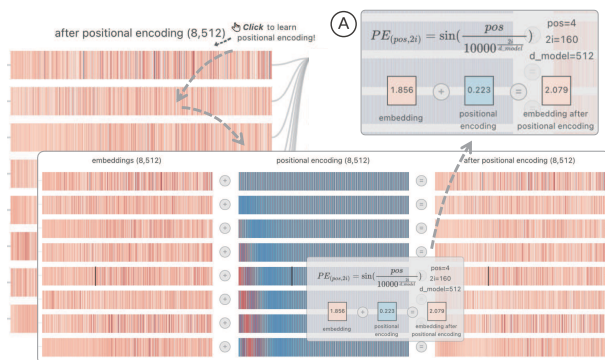 after positional encoding (8,512)
Click to learn
positional encoding!
A
PE(pos,2i) = sin(pos / 10000^(2i / d_model))
pos=4
2i=160
d_model=512
1.856 + 0.223 = 2.079
embedding
positional
encoding
embedding after
positional encoding
embeddings (8,512)
positional encoding (8,512)
after positional encoding (8,512)
+ =
+ =
+ =
+ =
PE(pos,2i) = sin(pos / 10000^(2i / d_model))
pos=4
2i=160
d_model=512
1.856 + 0.223 = 2.079
embedding
positional
encoding
embedding after
positional encoding
+ =